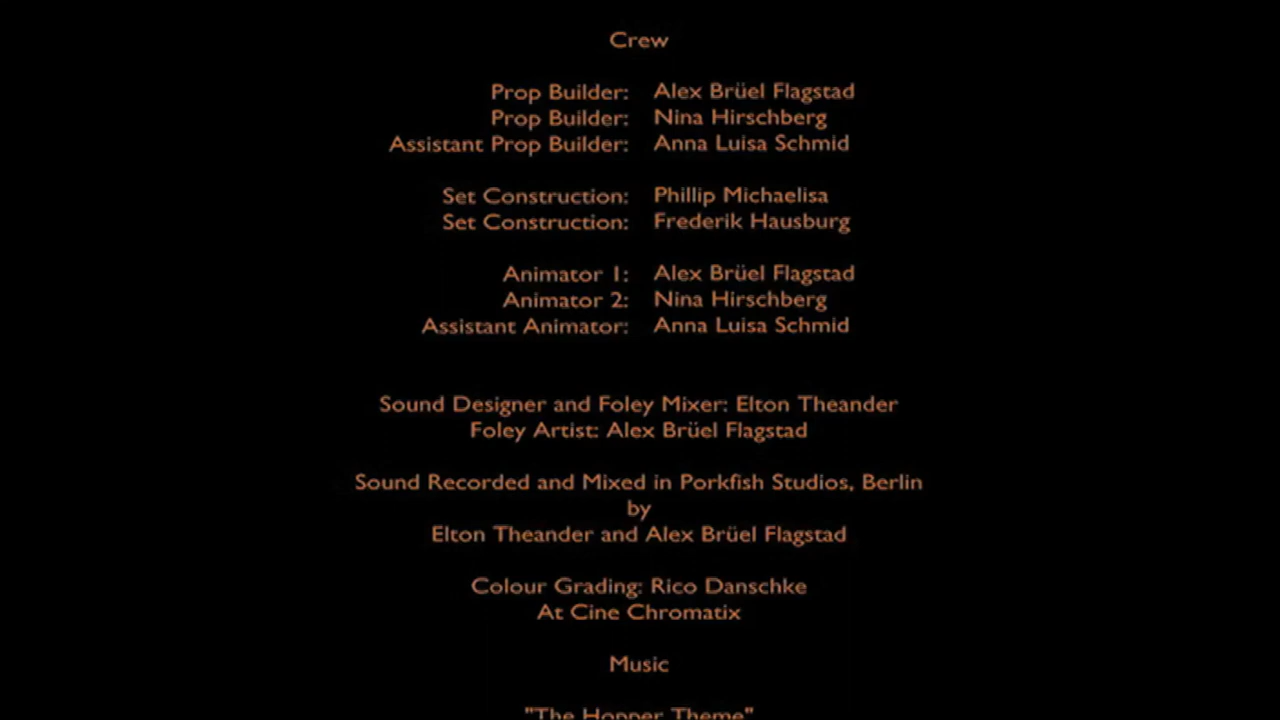 Crew
Prop Builder: Alex Brüel Flagstad
Prop Builder: Nina Hirschberg
Assistant Prop Builder: Anna Luisa Schmid
Set Construction: Phillip Michaelisa
Set Construction: Frederik Hausburg
Animator 1: Alex Brüel Flagstad
Animator 2: Nina Hirschberg
Assistant Animator: Anna Luisa Schmid
Sound Designer and Foley Mixer: Elton Theander
Foley Artist: Alex Brüel Flagstad
Sound Recorded and Mixed in Porkfish Studios, Berlin
by
Elton Theander and Alex Brüel Flagstad
Colour Grading: Rico Danschke
At Cine Chromatix
Music
"The Hopper Theme"